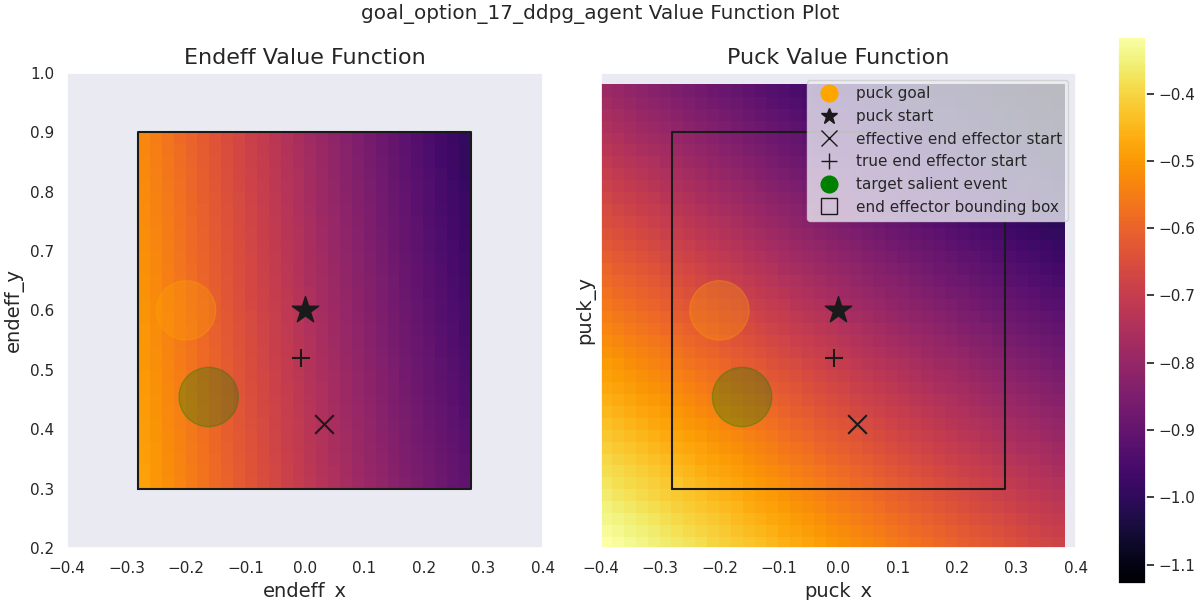 goal_option_17_ddpg_agent Value Function Plot
Endeff Value Function
1.0
0.9
0.8
0.7
0.6
0.5
0.4
0.3
0.2
endeff_y
−0.4 −0.3 −0.2 −0.1 0.0 0.1 0.2 0.3 0.4
endeff_x
Puck Value Function
puck goal
puck start
effective end effector start
true end effector start
target salient event
end effector bounding box
puck_y
−0.4 −0.3 −0.2 −0.1 0.0 0.1 0.2 0.3 0.4
puck_x
−0.4
−0.5
−0.6
−0.7
−0.8
−0.9
−1.0
−1.1